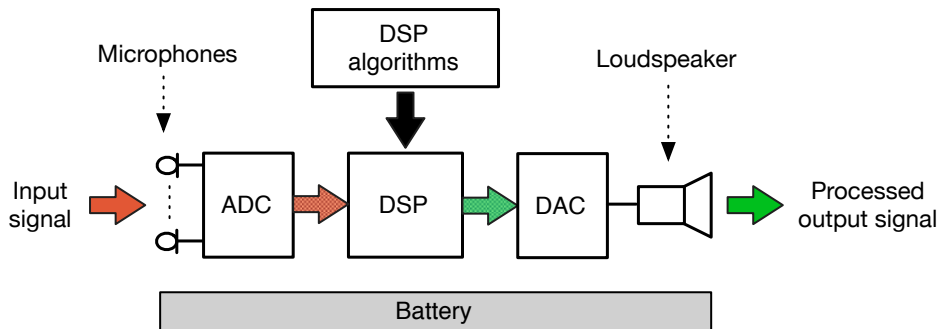 DSP
algorithms
Microphones
Loudspeaker
Input
signal
ADC
DSP
DAC
Processed
output signal
Battery